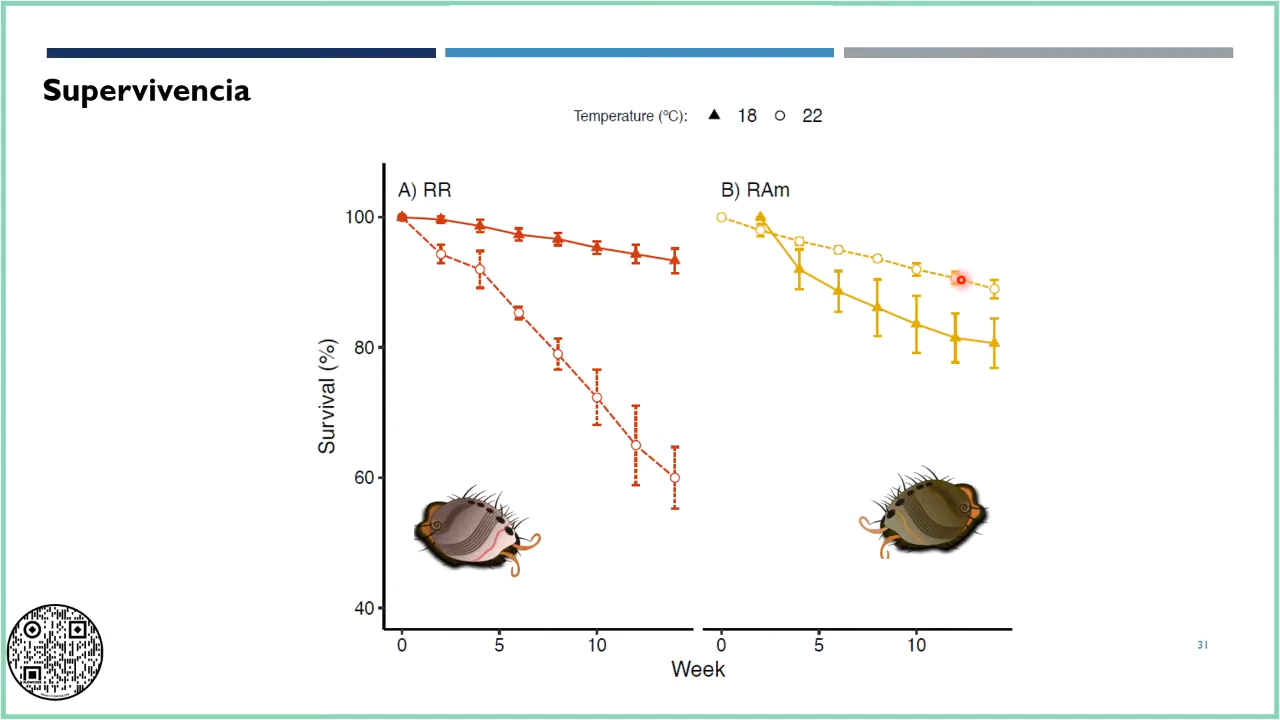 Supervivencia
Temperature (ºC): 18 22
A) RR
B) RAm
100
80
60
40
Survival (%)
0 5 10
0 5 10
Week
31